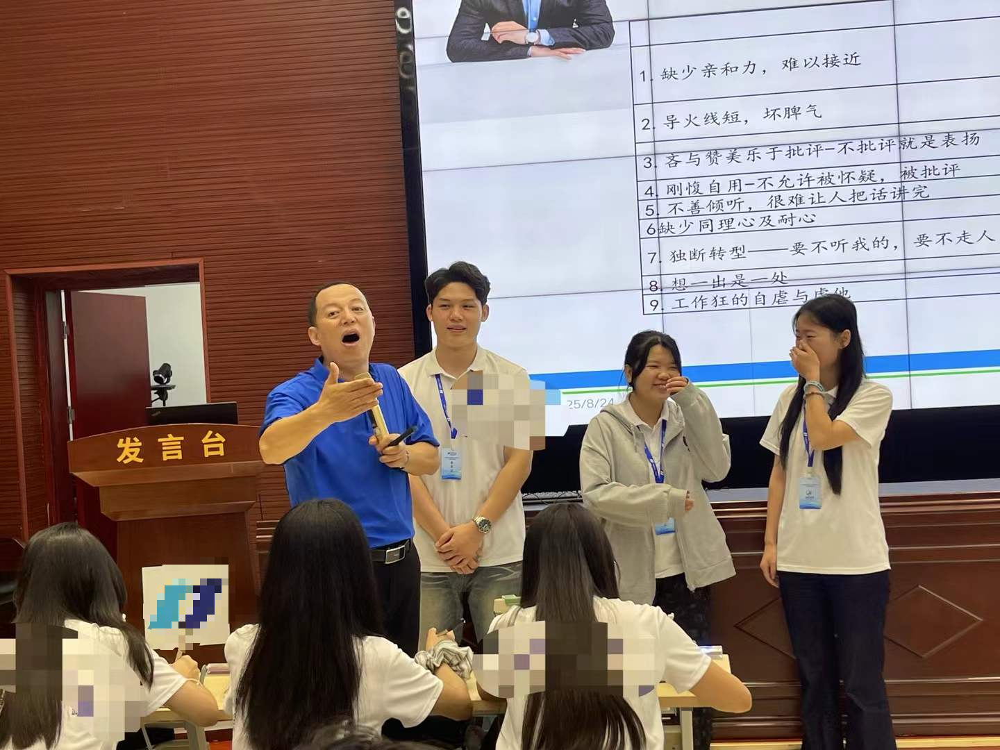 1. 缺少亲和力，难以接近
2. 导火线短，坏脾气
3. 吝与赞美乐于批评-不批评就是表扬
4. 刚愎自用-不允许被怀疑，被批评
5. 不善倾听，很难让人把话讲完
6缺少同理心及耐心
7. 独断转型——要不听我的，要不走人
8. 想一出是一处
9. 工作狂的自虐与虐他
25/8/24
发言台